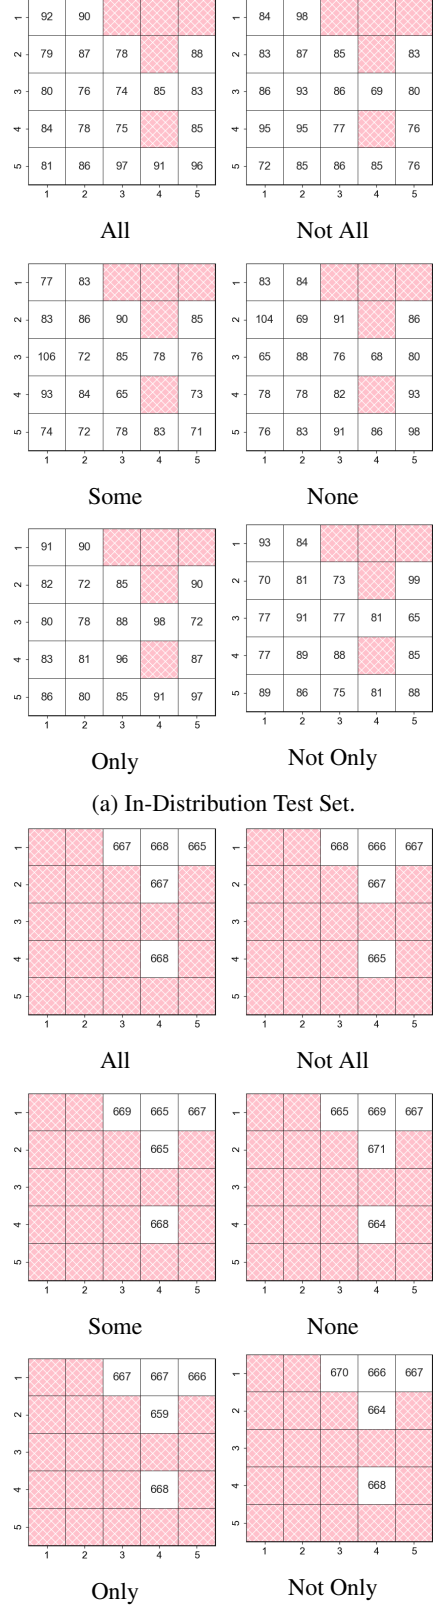 1 92 90 1 84 98
2 79 87 78 88 2 83 87 85 83
3 80 76 74 85 83 3 86 93 86 69 80
4 84 78 75 85 4 95 95 77 76
5 81 86 97 91 96 5 72 85 86 85 76
1 2 3 4 5 1 2 3 4 5
All Not All
1 77 83 1 83 84
2 83 86 90 85 2 104 69 91 86
3 106 72 85 78 76 3 65 88 76 68 80
4 93 84 65 73 4 78 78 82 93
5 74 72 78 83 71 5 76 83 91 86 98
1 2 3 4 5 1 2 3 4 5
Some None
1 91 90 1 93 84
2 82 72 85 90 2 70 81 73 99
3 80 78 88 98 72 3 77 91 77 81 65
4 83 81 96 87 4 77 89 88 85
5 86 80 85 91 97 5 89 86 75 81 88
1 2 3 4 5 1 2 3 4 5
Only Not Only
(a) In-Distribution Test Set.
1 667 668 665 1 668 666 667
2 667 2 667
3 3
4 668 4 665
5 5
1 2 3 4 5 1 2 3 4 5
All Not All
1 669 665 667 1 665 669 667
2 665 2 671
3 3
4 668 4 664
5 5
1 2 3 4 5 1 2 3 4 5
Some None
1 667 667 666 1 670 666 667
2 659 2 664
3 3
4 668 4 668
5 5
1 2 3 4 5 1 2 3 4 5
Only Not Only